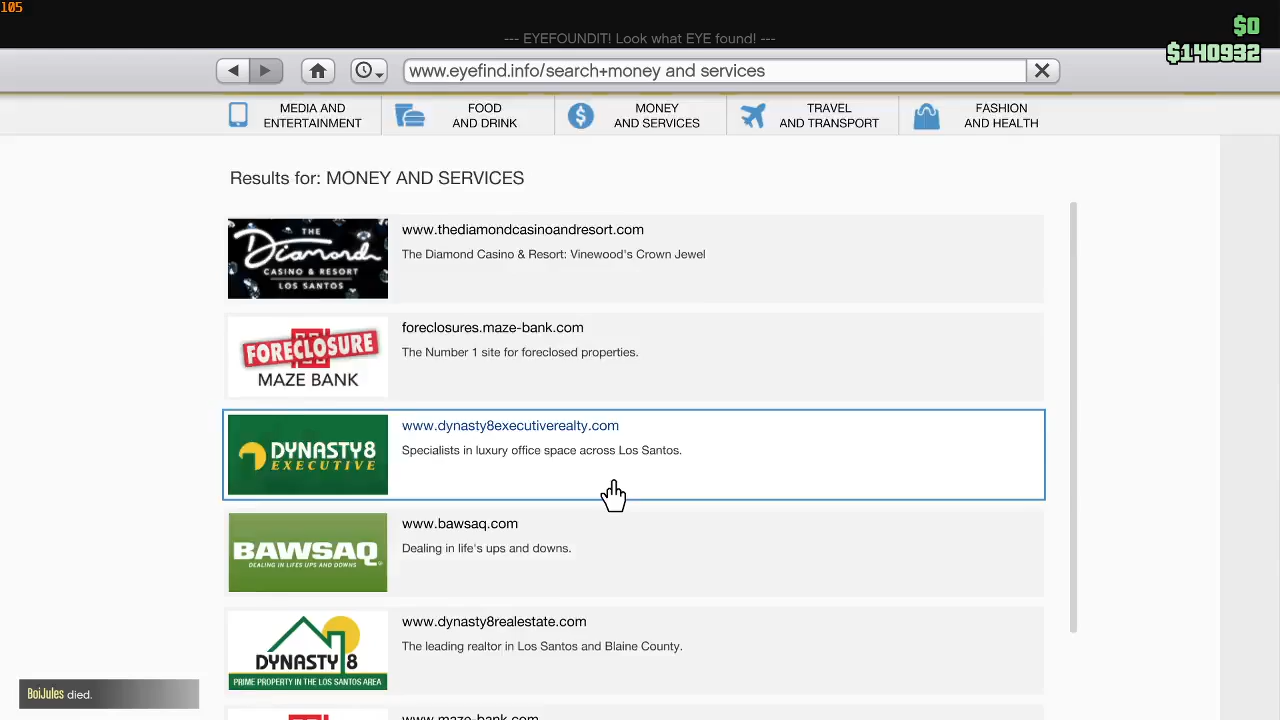 105
--- EYEFOUNDIT! Look what EYE found! ---
$0
$140932
www.eyefind.info/search+money and services
MEDIA AND
ENTERTAINMENT
FOOD
AND DRINK
MONEY
AND SERVICES
TRAVEL
AND TRANSPORT
FASHION
AND HEALTH
Results for: MONEY AND SERVICES
THE
Diamond
CASINO & RESORT
LOS SANTOS
www.thediamondcasinoandresort.com
The Diamond Casino & Resort: Vinewood's Crown Jewel
FORECLOSURE
MAZE BANK
foreclosures.maze-bank.com
The Number 1 site for foreclosed properties.
DYNASTY8
EXECUTIVE
www.dynasty8executiverealty.com
Specialists in luxury office space across Los Santos.
BAWSAQ
DEALING IN LIFES UPS AND DOWNS
www.bawsaq.com
Dealing in life's ups and downs.
DYNASTY 8
PRIME PROPERTY IN THE LOS SANTOS AREA
www.dynasty8realestate.com
The leading realtor in Los Santos and Blaine County.
www.maze-bank.com
BoiJules died.